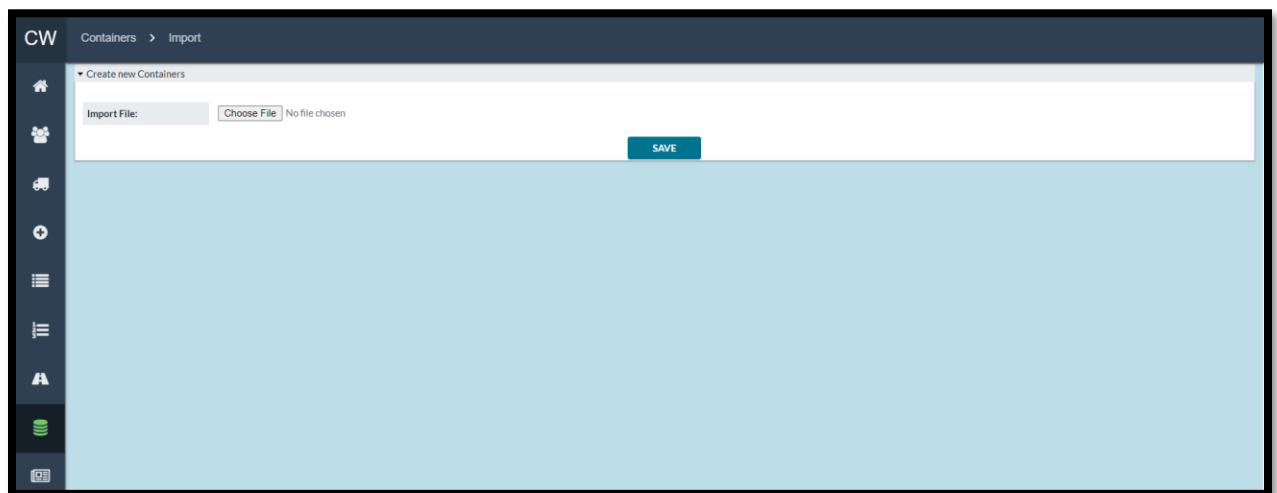 CW Containers > Import
Create new Containers
Import File: Choose File No file chosen
SAVE